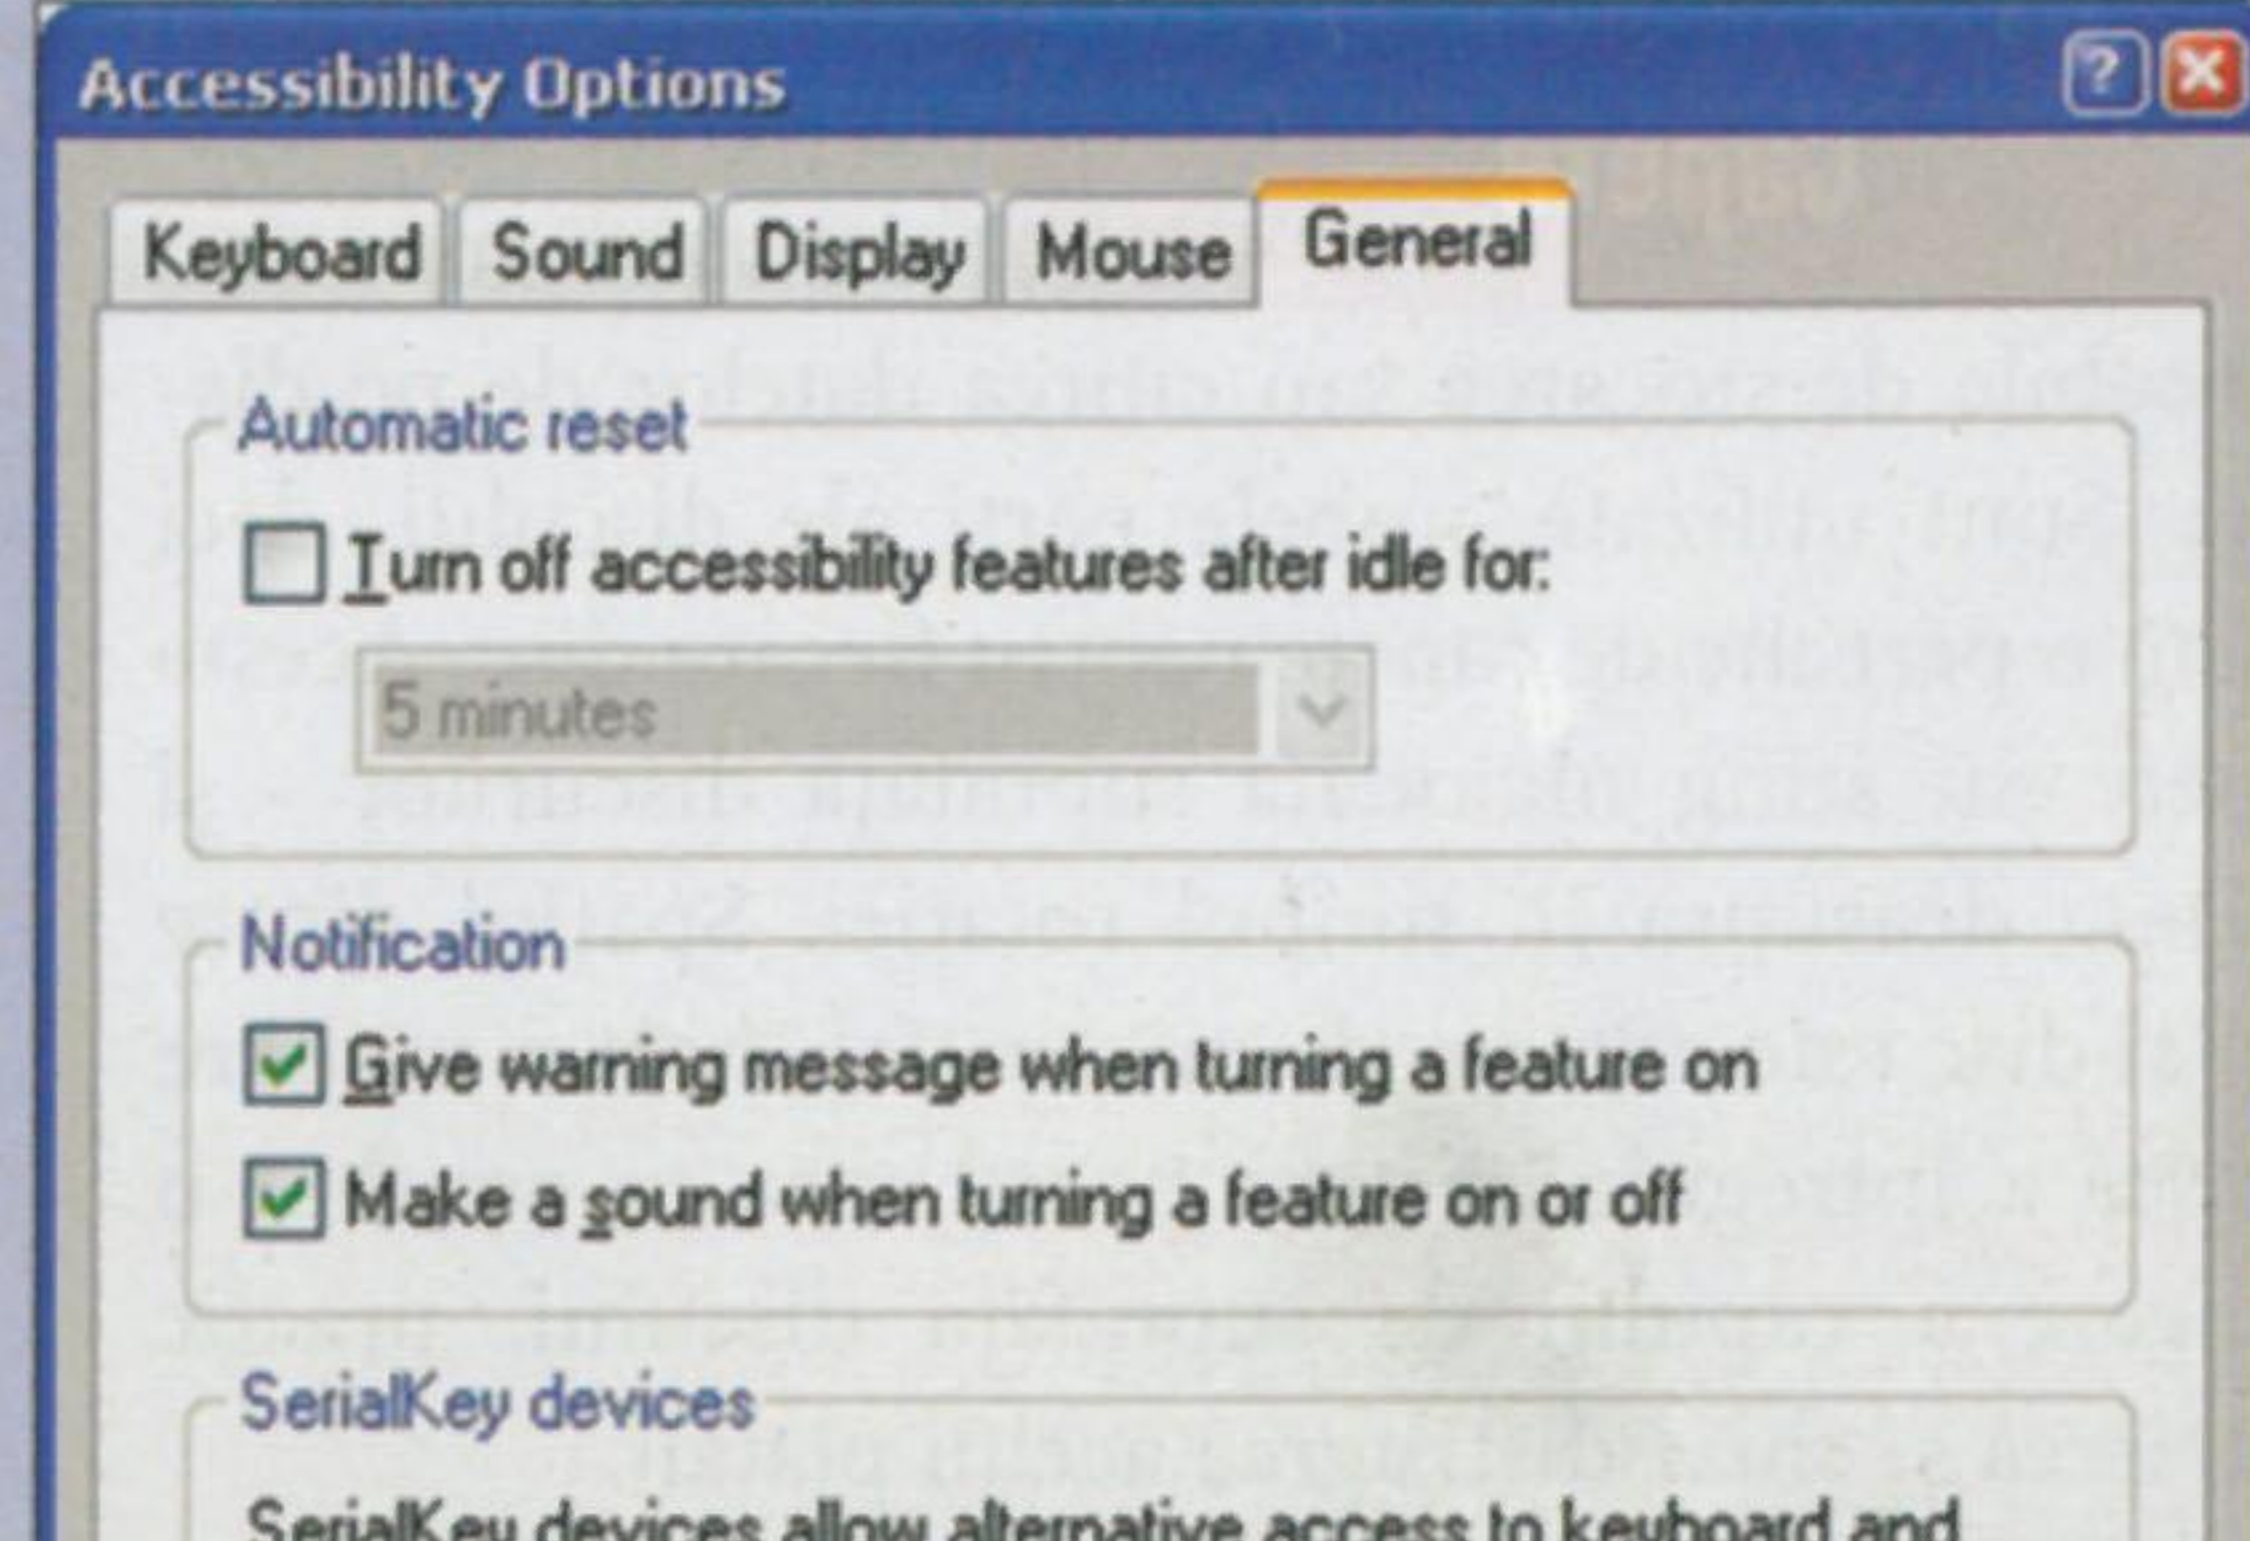 Accessibility Options
Keyboard Sound Display Mouse General
Automatic reset
Turn off accessibility features after idle for:
5 minutes
Notification
Give warning message when turning a feature on
Make a sound when turning a feature on or off
SerialKey devices
SerialKey devices allow alternative access to keyboard and